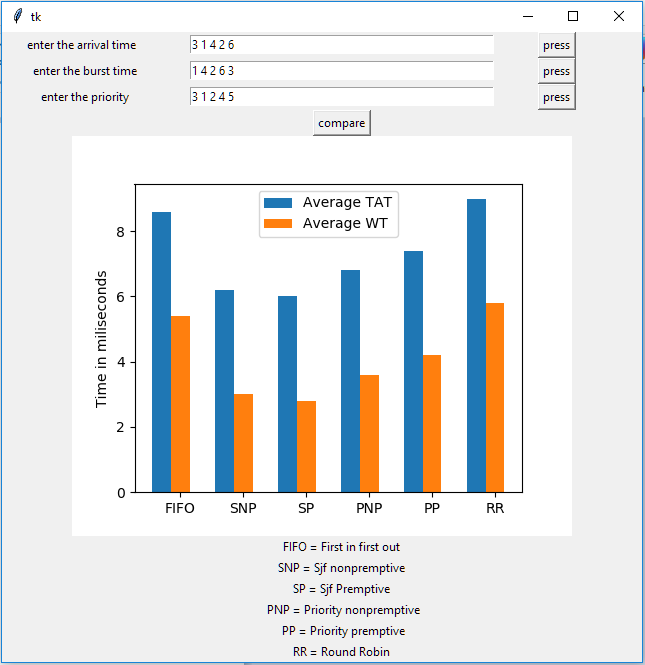 tk
enter the arrival time 3 1 4 2 6 press
enter the burst time 1 4 2 6 3 press
enter the priority 3 1 2 4 5 press
compare
Average TAT
Average WT
Time in miliseconds
8
6
4
2
0
FIFO SNP SP PNP PP RR
FIFO = First in first out
SNP = Sjf nonpremptive
SP = Sjf Premptive
PNP = Priority nonpremptive
PP = Priority premptive
RR = Round Robin